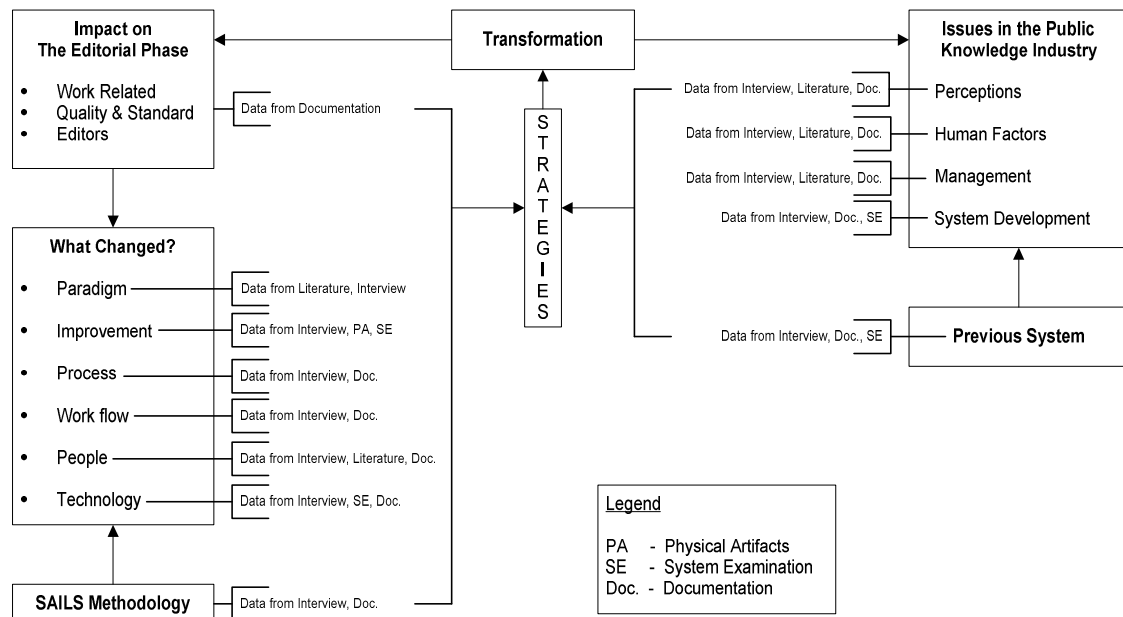 Impact on
The Editorial Phase
• Work Related
• Quality & Standard
• Editors
Data from Documentation
What Changed?
• Paradigm
Data from Literature, Interview
• Improvement
Data from Interview, PA, SE
• Process
Data from Interview, Doc.
• Work flow
Data from Interview, Doc.
• People
Data from Interview, Literature, Doc.
• Technology
Data from Interview, SE, Doc.
SAILS Methodology
Data from Interview, Doc.
Transformation
STRATEGIES
Issues in the Public
Knowledge Industry
Data from Interview, Literature, Doc.
Perceptions
Data from Interview, Literature, Doc.
Human Factors
Data from Interview, Literature, Doc.
Management
Data from Interview, Doc., SE
System Development
Data from Interview, Doc., SE
Previous System
Legend
PA - Physical Artifacts
SE - System Examination
Doc. - Documentation